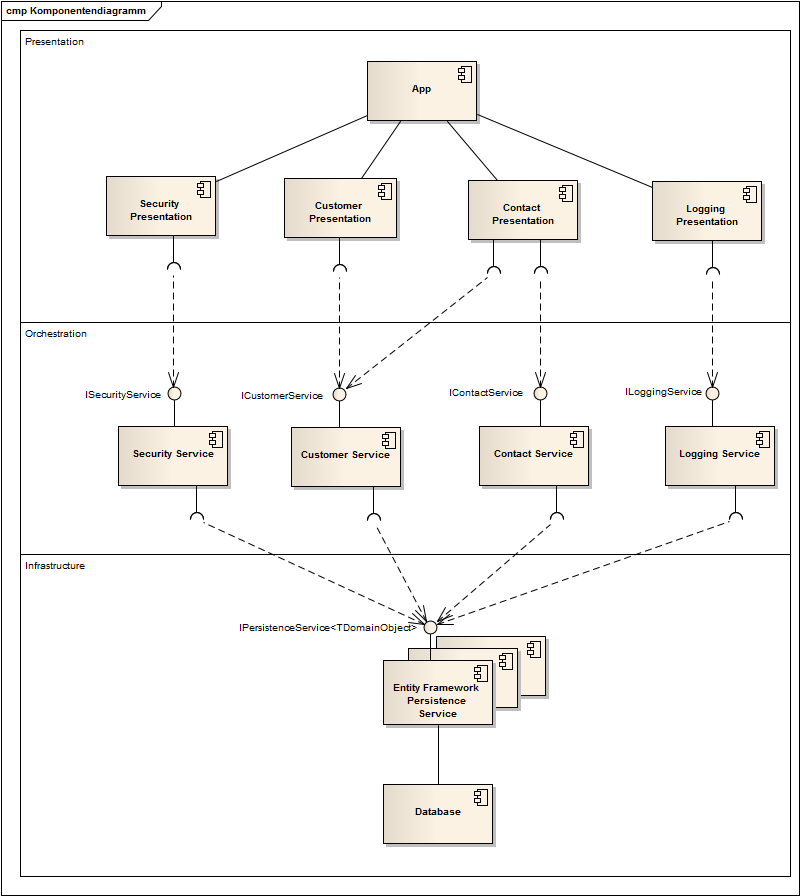 cmp Komponentendiagramm
Presentation
App
Security
Presentation
Customer
Presentation
Contact
Presentation
Logging
Presentation
Orchestration
ISecurityService
ICustomerService
IContactService
ILoggingService
Security Service
Customer Service
Contact Service
Logging Service
Infrastructure
IPersistenceService<TDomainObject>
Entity Framework
Persistence
Service
Database